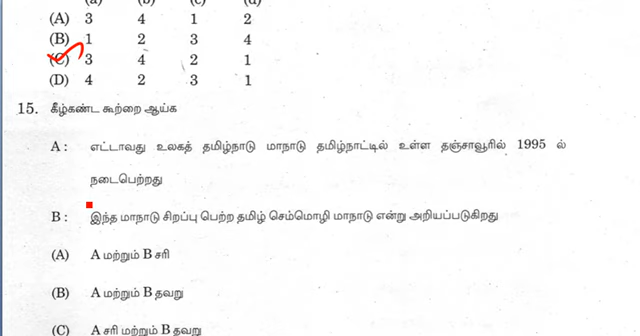 (a) (b) (c) (d)
(A) 3 4 1 2
(B) 1 2 3 4
(C) 3 4 2 1
(D) 4 2 3 1
15. கீழ்கண்ட கூற்றை ஆய்க
A : எட்டாவது உலகத் தமிழ்நாடு மாநாடு தமிழ்நாட்டில் உள்ள தஞ்சாவூரில் 1995 ல்
நடைபெற்றது
B : இந்த மாநாடு சிறப்பு பெற்ற தமிழ் செம்மொழி மாநாடு என்று அறியப்படுகிறது
(A) A மற்றும் B சரி
(B) A மற்றும் B தவறு
(C) A சரி மற்றும் B தவறு